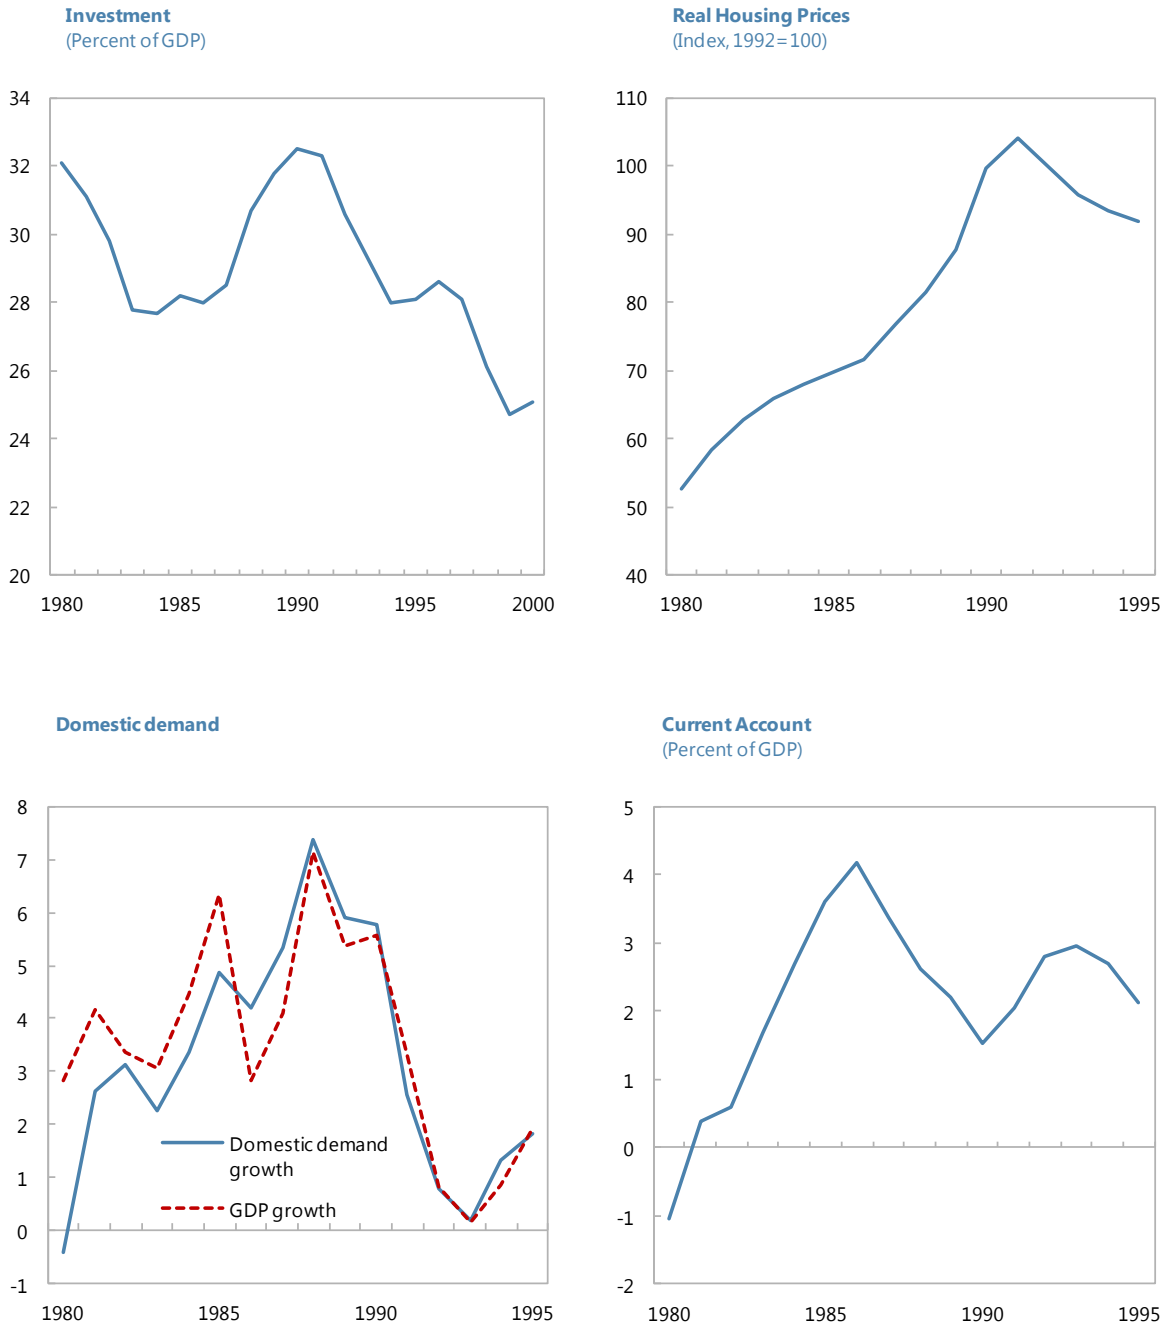 Investment
(Percent of GDP)
34
32
30
28
26
24
22
20
1980 1985 1990 1995 2000
Real Housing Prices
(Index, 1992=100)
110
100
90
80
70
60
50
40
1980 1985 1990 1995
Domestic demand
8
7
6
5
4
3
2
1
0
-1
Domestic demand
growth
GDP growth
1980 1985 1990 1995
Current Account
(Percent of GDP)
5
4
3
2
1
0
-1
-2
1980 1985 1990 1995